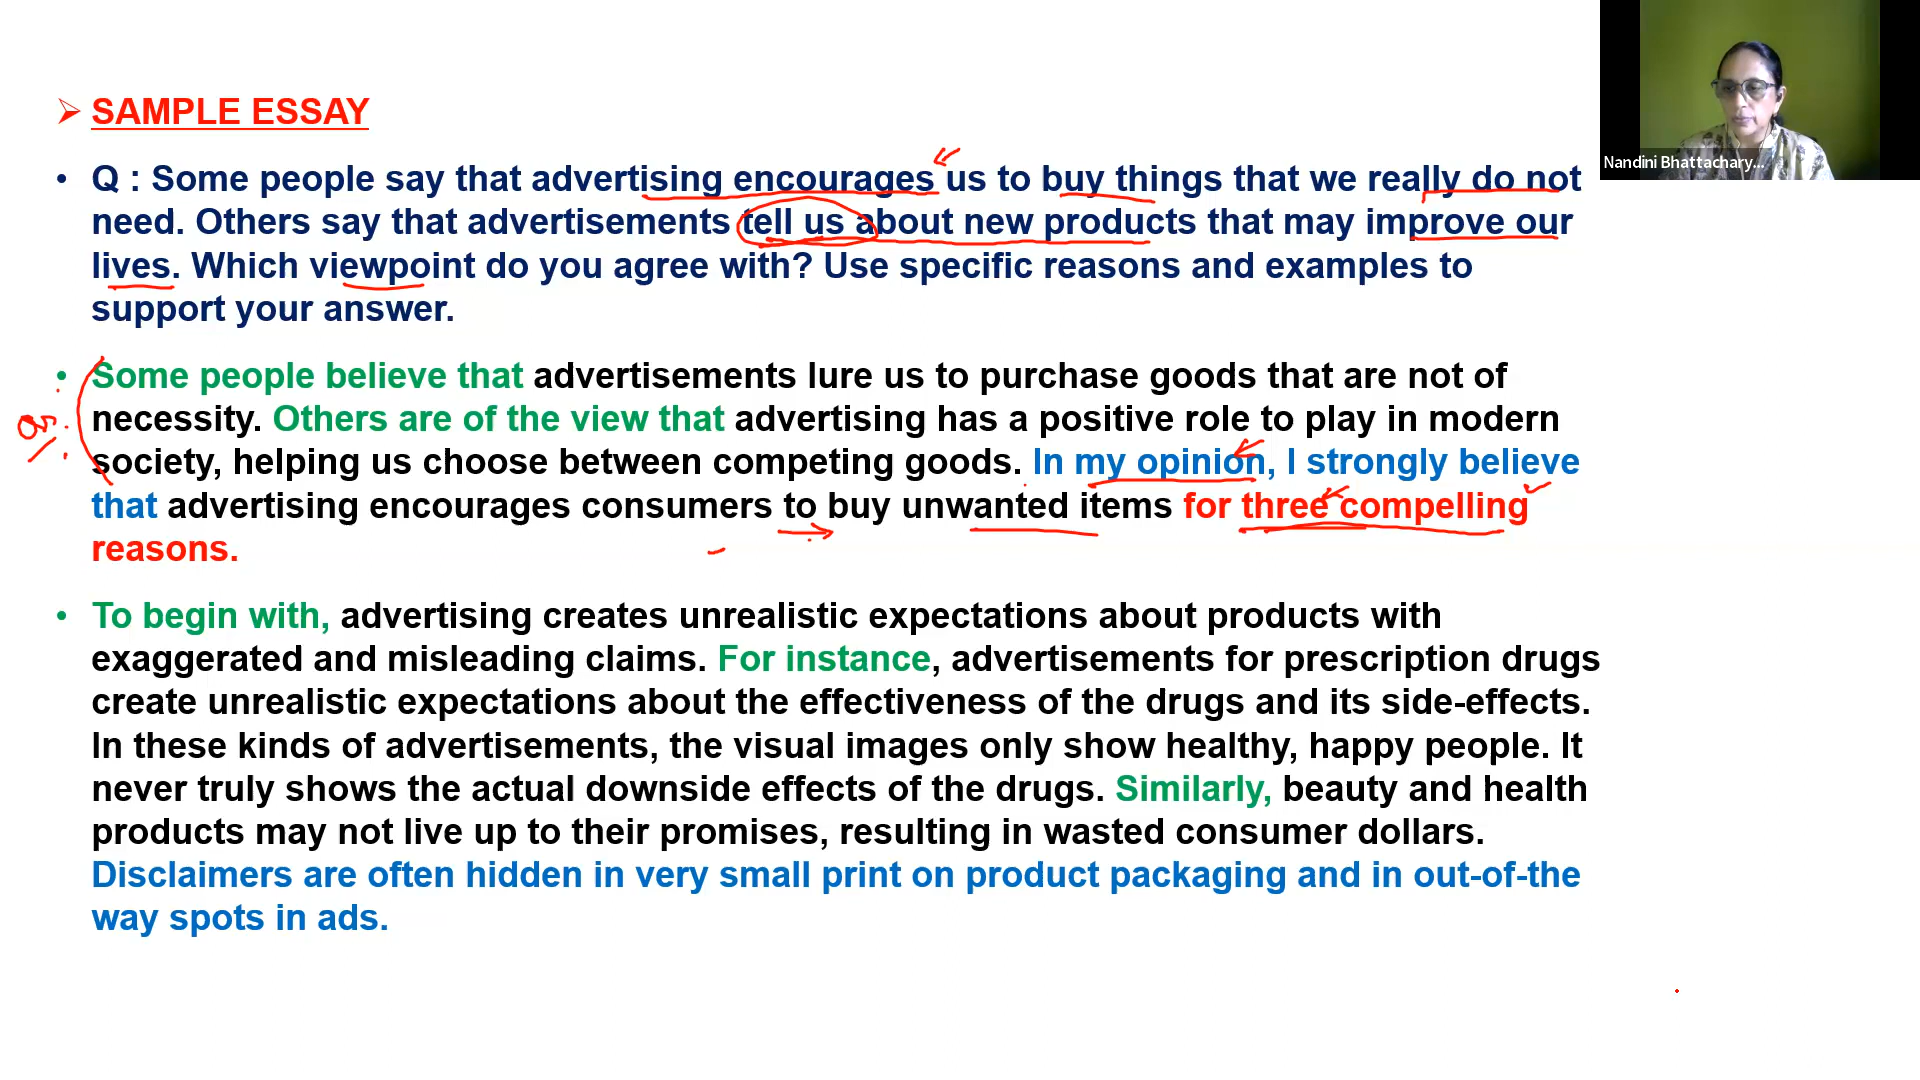 SAMPLE ESSAY
Nandini Bhattachary...
Q : Some people say that advertising encourages us to buy things that we really do not
need. Others say that advertisements tell us about new products that may improve our
lives. Which viewpoint do you agree with? Use specific reasons and examples to
support your answer.
Some people believe that advertisements lure us to purchase goods that are not of
necessity. Others are of the view that advertising has a positive role to play in modern
society, helping us choose between competing goods. In my opinion, I strongly believe
that advertising encourages consumers to buy unwanted items for three compelling
reasons.
To begin with, advertising creates unrealistic expectations about products with
exaggerated and misleading claims. For instance, advertisements for prescription drugs
create unrealistic expectations about the effectiveness of the drugs and its side-effects.
In these kinds of advertisements, the visual images only show healthy, happy people. It
never truly shows the actual downside effects of the drugs. Similarly, beauty and health
products may not live up to their promises, resulting in wasted consumer dollars.
Disclaimers are often hidden in very small print on product packaging and in out-of-the
way spots in ads.